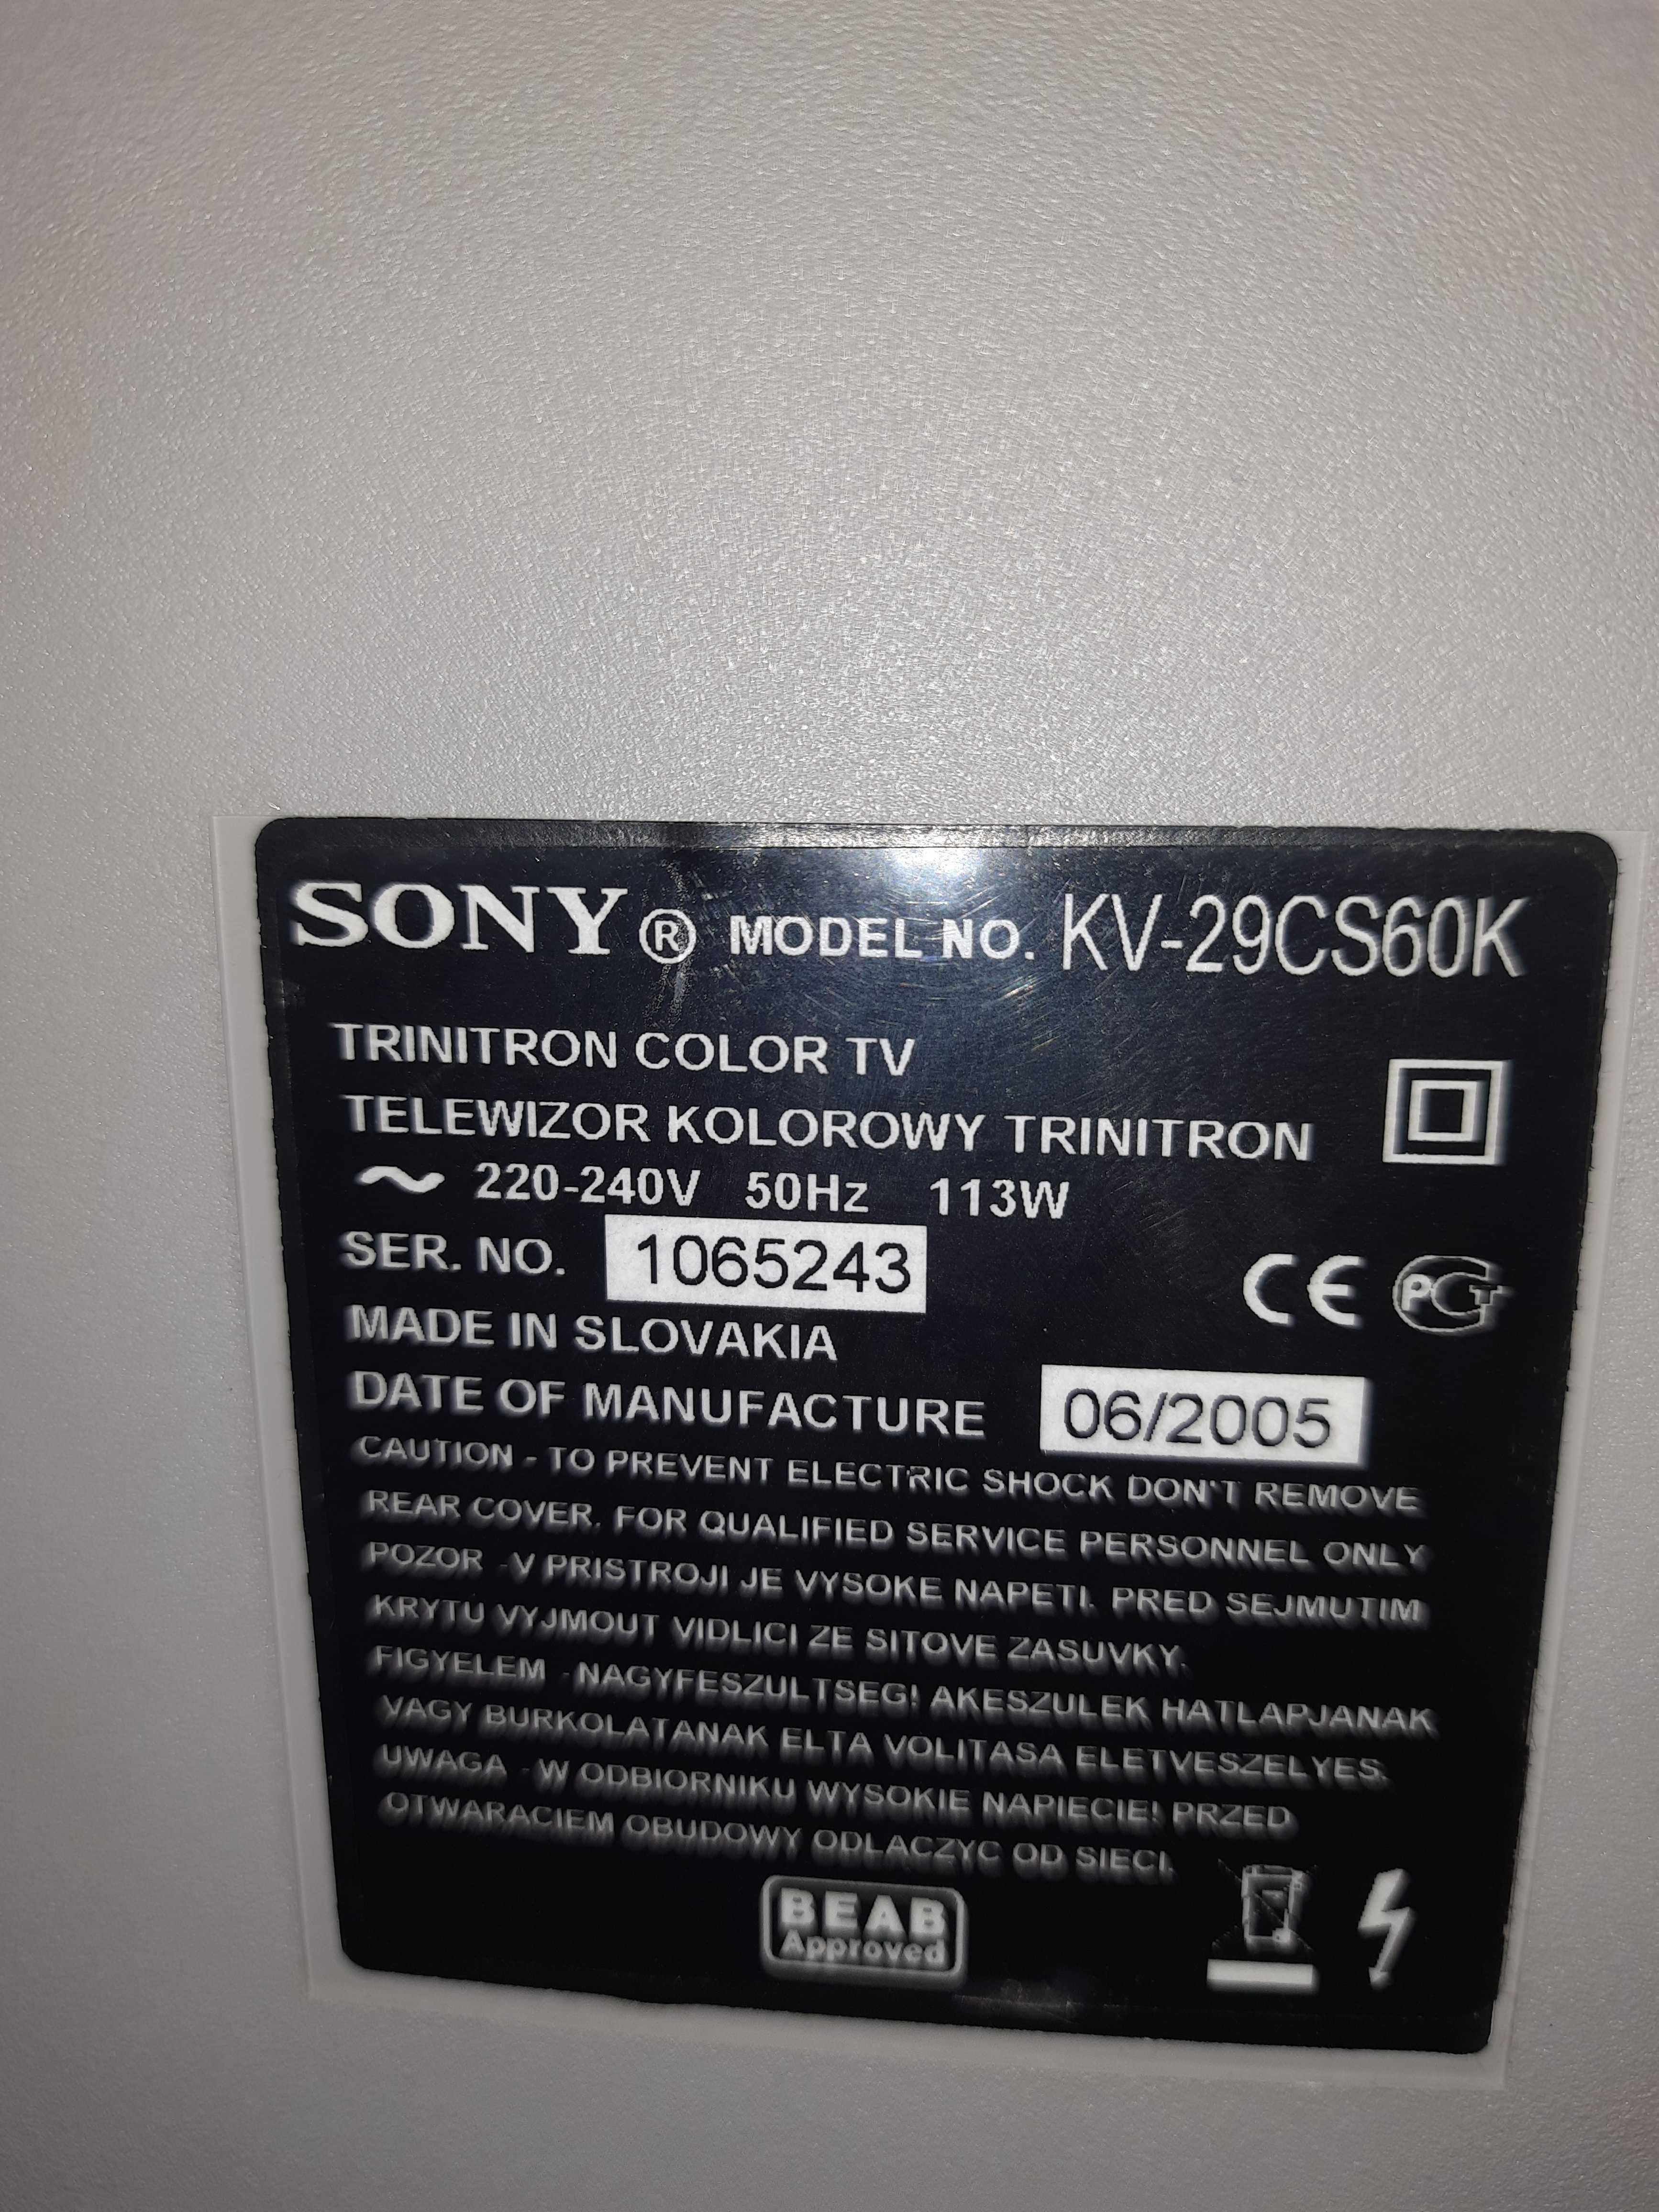 SONY® MODEL NO. KV-29CS60K
TRINITRON COLOR TV
TELEWIZOR KOLOROWY TRINITRON
~ 220-240V 50Hz 113W
SER. NO. 1065243
CE PCT
MADE IN SLOVAKIA
DATE OF MANUFACTURE 06/2005
CAUTION - TO PREVENT ELECTRIC SHOCK DON'T REMOVE
REAR COVER. FOR QUALIFIED SERVICE PERSONNEL ONLY
POZOR -V PRISTROJI JE VYSOKE NAPETI. PRED SEJMUTIM
KRYTU VYJMOUT VIDLICI ZE SITOVE ZASUVKY.
FIGYELEM -NAGYFESZULTSEG! AKESZULEK HATLAPJANAK
VAGY BURKOLATANAK ELTA VOLITASA ELETVESZELYES.
UWAGA -W ODBIORNIKU WYSOKIE NAPIECIE! PRZED
OTWARACIEM OBUDOWY ODLACZYC OD SIECI.
BEAB
Approved